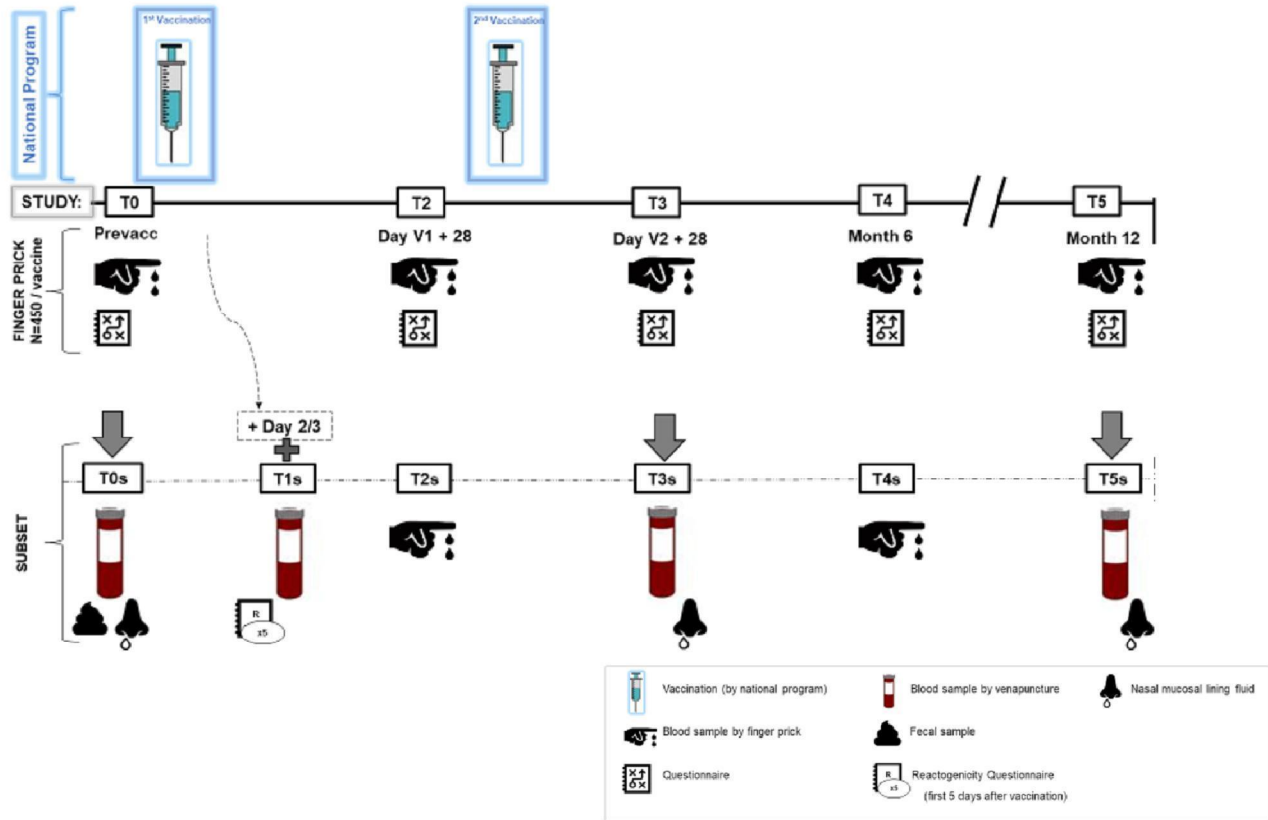 National Program
1st Vaccination
2nd Vaccination
STUDY:
T0
T2
T3
T4
T5
Prevacc
Day V1 + 28
Day V2 + 28
Month 6
Month 12
FINGER PRICK
N=450 / vaccine
+ Day 2/3
T0s
T1s
T2s
T3s
T4s
T5s
SUBSET
R
x5
Vaccination (by national program)
Blood sample by venapuncture
Nasal mucosal lining fluid
Blood sample by finger prick
Fecal sample
Questionnaire
R
x5
Reactogenicity Questionnaire
(first 5 days after vaccination)